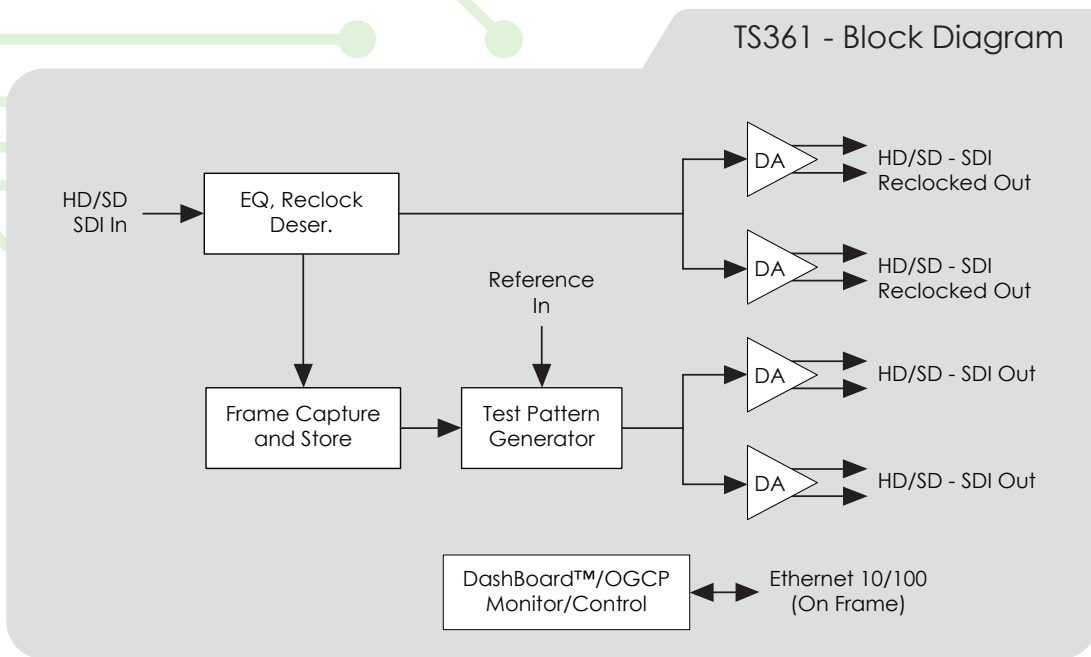 TS361 - Block Diagram
HD/SD
SDI In
EQ, Reclock
Deser.
DA
HD/SD - SDI
Reclocked Out
DA
HD/SD - SDI
Reclocked Out
Reference
In
Frame Capture
and Store
Test Pattern
Generator
DA
HD/SD - SDI Out
DA
HD/SD - SDI Out
DashBoard™/OGCP
Monitor/Control
Ethernet 10/100
(On Frame)